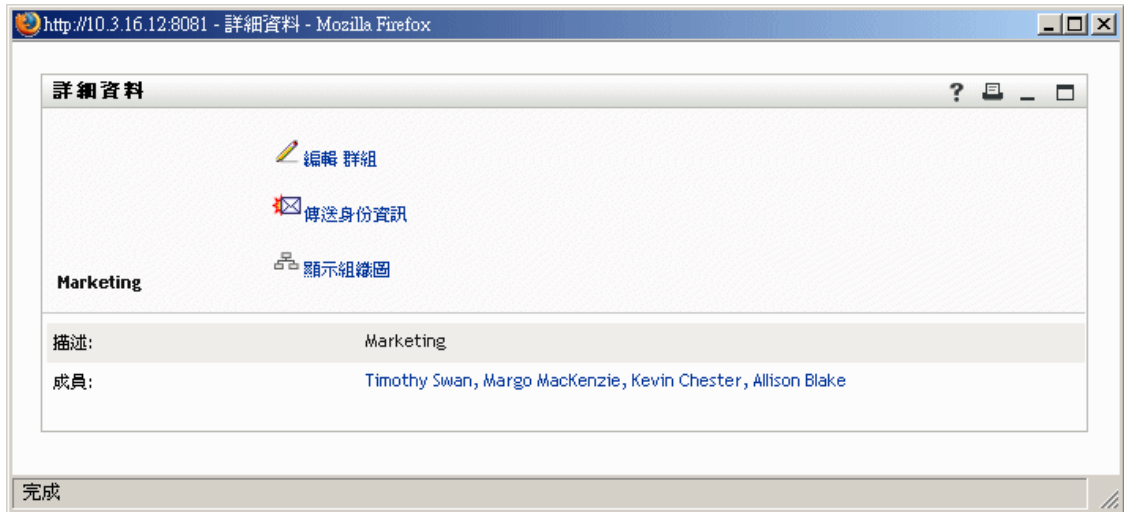 http://10.3.16.12:8081 - 詳細資料 - Mozilla Firefox
詳細資料
編輯 群組
傳送身份資訊
顯示組織圖
Marketing
描述: Marketing
成員: Timothy Swan, Margo MacKenzie, Kevin Chester, Allison Blake
完成